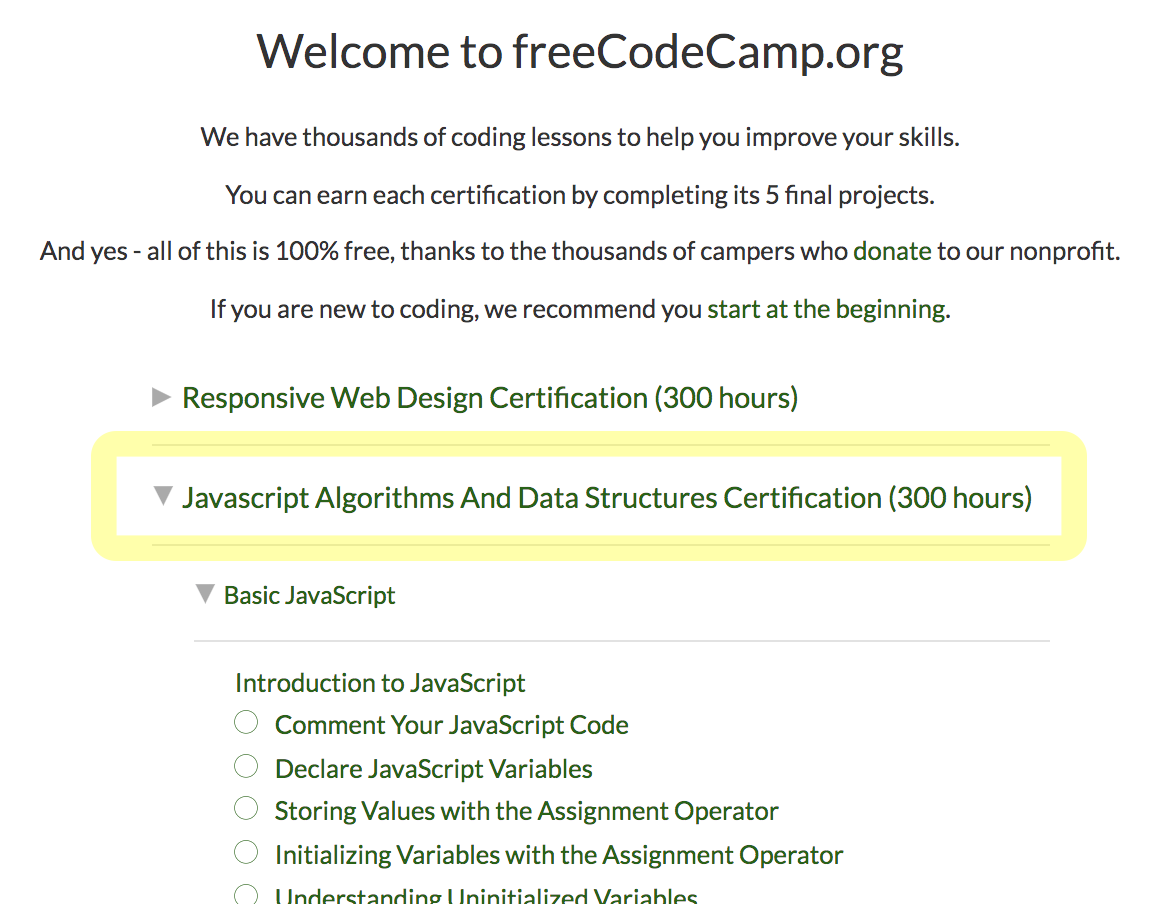 Welcome to freeCodeCamp.org
We have thousands of coding lessons to help you improve your skills.
You can earn each certification by completing its 5 final projects.
And yes - all of this is 100% free, thanks to the thousands of campers who donate to our nonprofit.
If you are new to coding, we recommend you start at the beginning.
Responsive Web Design Certification (300 hours)
Javascript Algorithms And Data Structures Certification (300 hours)
Basic JavaScript
Introduction to JavaScript
Comment Your JavaScript Code
Declare JavaScript Variables
Storing Values with the Assignment Operator
Initializing Variables with the Assignment Operator
Understanding Uninitialized Variables